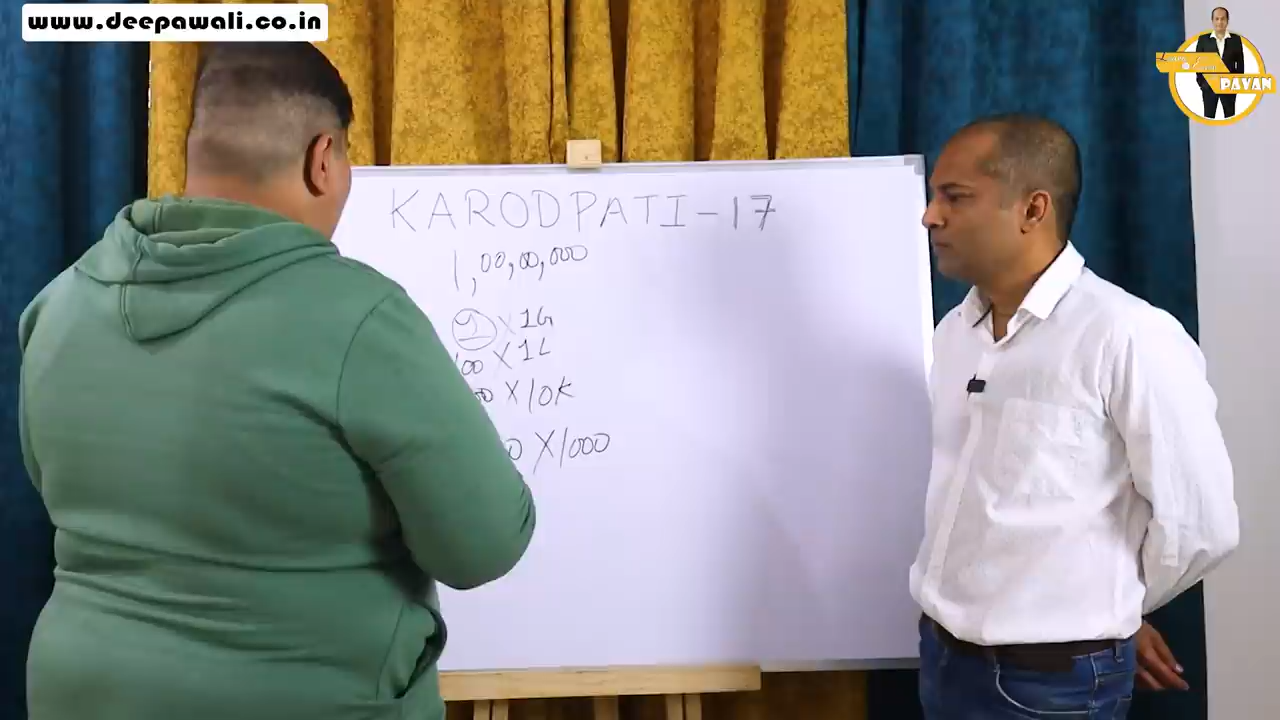 www.deepawali.co.in
PAVAN
KARODPATI-17
1,00,00,000
X 1L
X 10K
X 1000